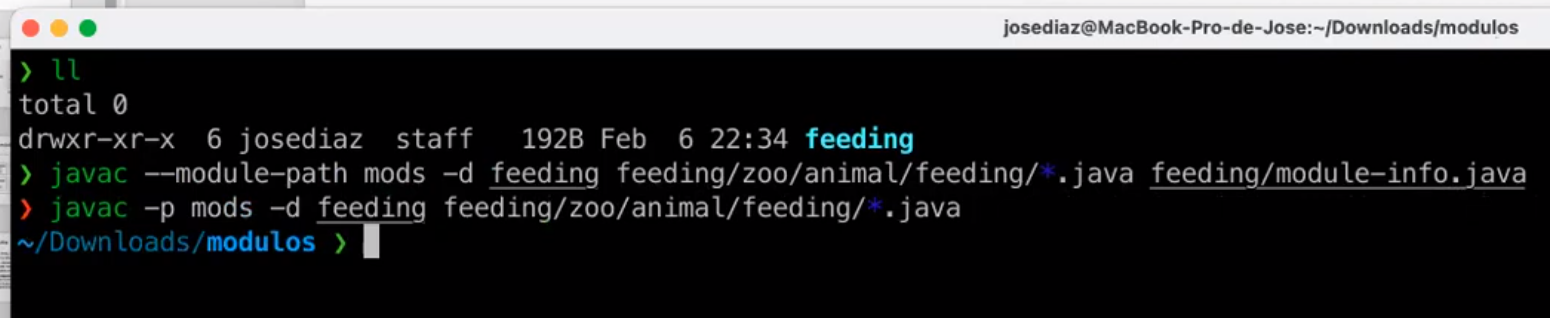 josediaz@MacBook-Pro-de-Jose:~/Downloads/modulos
❯ ll
total 0
drwxr-xr-x  6 josediaz  staff   192B Feb  6 22:34 feeding
❯ javac --module-path mods -d feeding feeding/zoo/animal/feeding/*.java feeding/module-info.java
❯ javac -p mods -d feeding feeding/zoo/animal/feeding/*.java
~/Downloads/modulos ❯